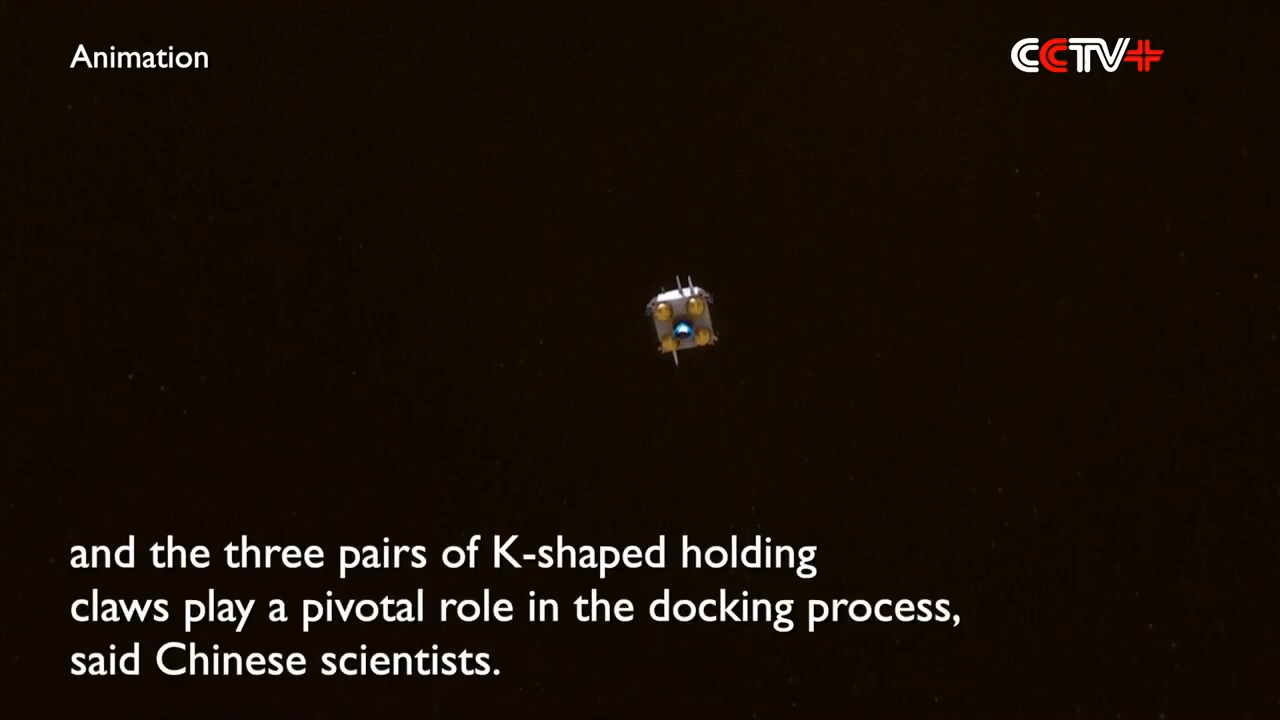 Animation
CCTV+
and the three pairs of K-shaped holding
claws play a pivotal role in the docking process,
said Chinese scientists.